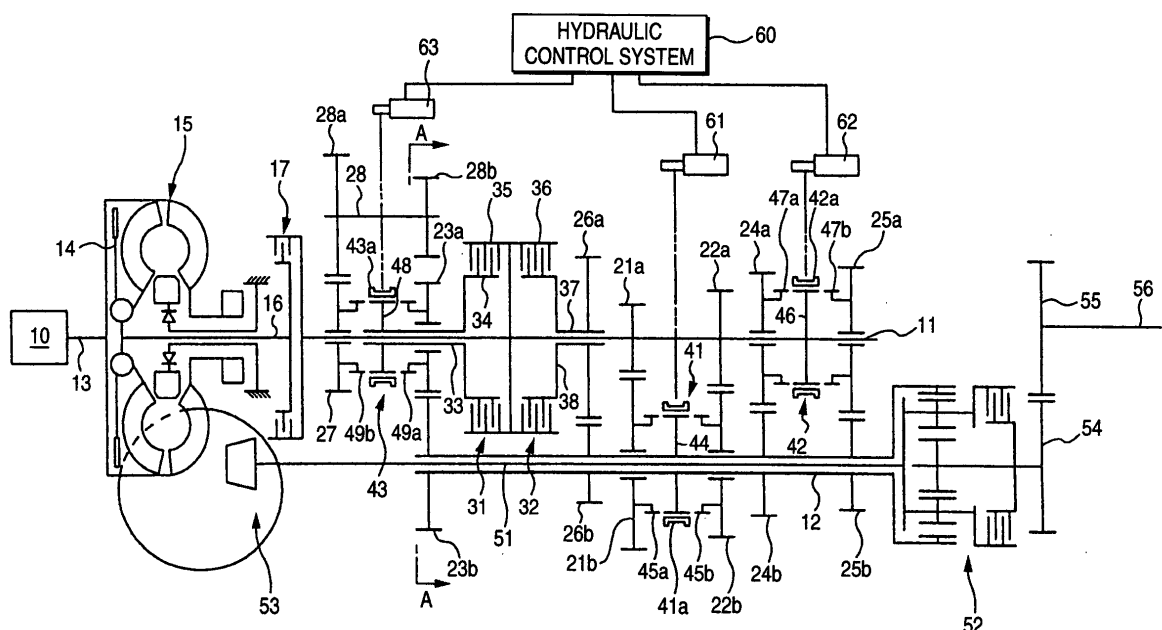 HYDRAULIC
CONTROL SYSTEM
60
63
28a
A
61
62
15
28b
17
28
35
36
47a
42a
25a
26a
24a
47b
23a
14
43a
48
21a
22a
55
56
37
34
46
11
10
16
41
13
33
38
27
49b
49a
44
42
54
43
31
32
51
12
26b
21b
45a
41a
45b
22b
24b
25b
23b
53
A
52